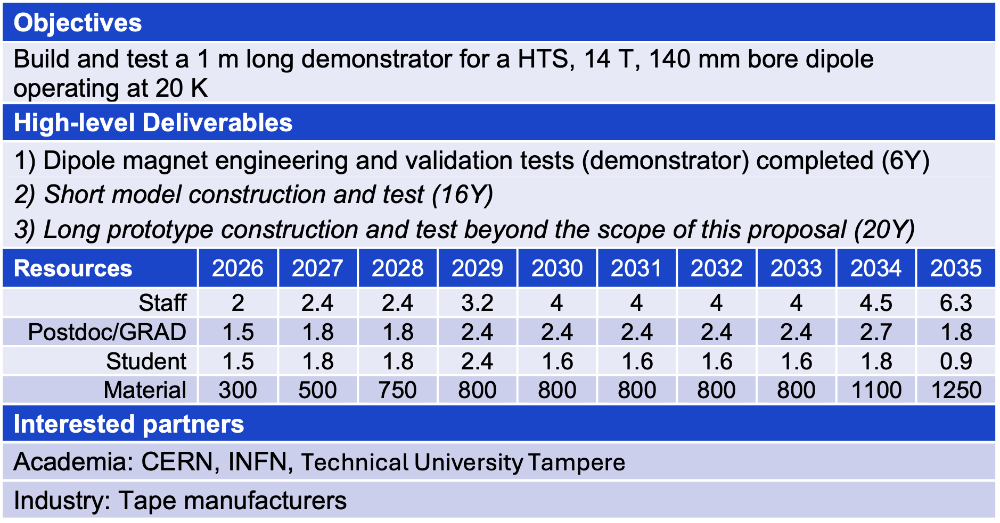 Objectives
Build and test a 1 m long demonstrator for a HTS, 14 T, 140 mm bore dipole
operating at 20 K
High-level Deliverables
1) Dipole magnet engineering and validation tests (demonstrator) completed (6Y)
2) Short model construction and test (16Y)
3) Long prototype construction and test beyond the scope of this proposal (20Y)
Resources 2026 2027 2028 2029 2030 2031 2032 2033 2034 2035
Staff 2 2.4 2.4 3.2 4 4 4 4 4.5 6.3
Postdoc/GRAD 1.5 1.8 1.8 2.4 2.4 2.4 2.4 2.4 2.7 1.8
Student 1.5 1.8 1.8 2.4 1.6 1.6 1.6 1.6 1.8 0.9
Material 300 500 750 800 800 800 800 800 1100 1250
Interested partners
Academia: CERN, INFN, Technical University Tampere
Industry: Tape manufacturers